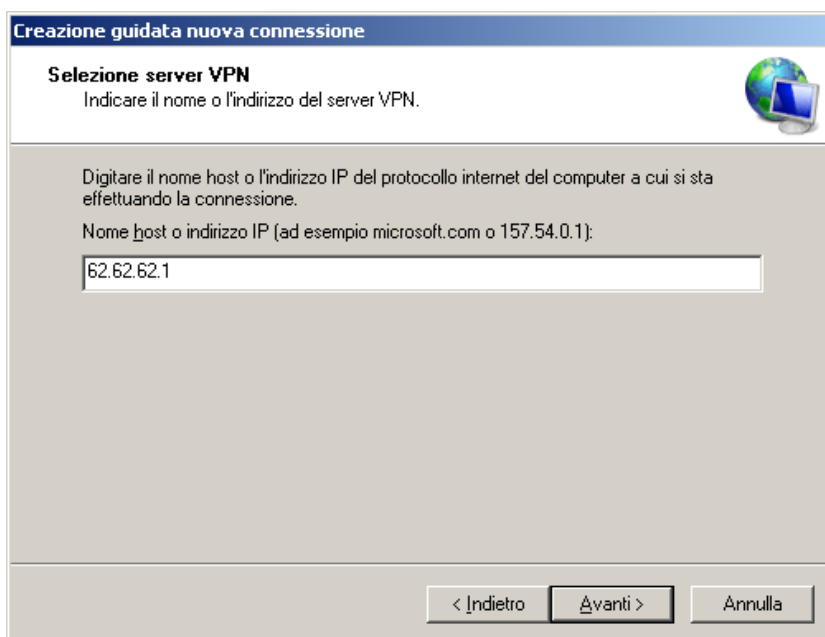 Creazione guidata nuova connessione
Selezione server VPN
Indicare il nome o l'indirizzo del server VPN.
Digitare il nome host o l'indirizzo IP del protocollo internet del computer a cui si sta
effettuando la connessione.
Nome host o indirizzo IP (ad esempio microsoft.com o 157.54.0.1):
62.62.62.1
< Indietro
Avanti >
Annulla